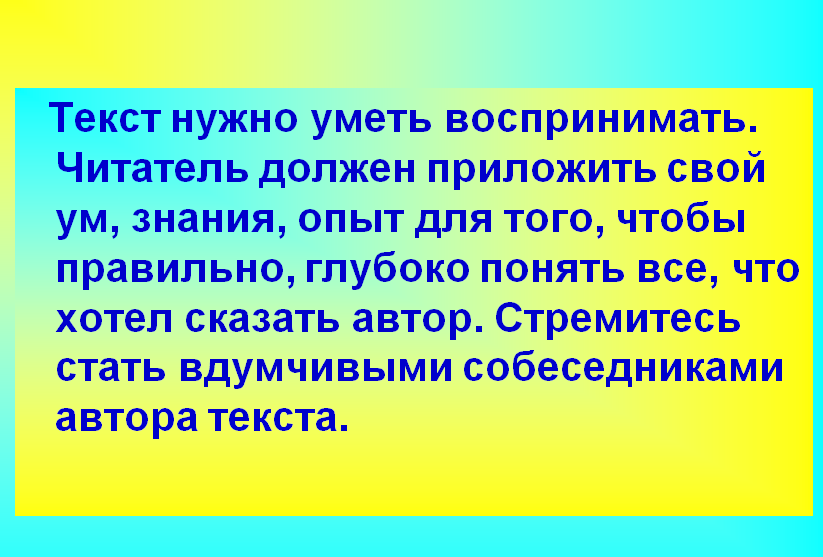 Текст нужно уметь воспринимать.
Читатель должен приложить свой
ум, знания, опыт для того, чтобы
правильно, глубоко понять все, что
хотел сказать автор. Стремитесь
стать вдумчивыми собеседниками
автора текста.